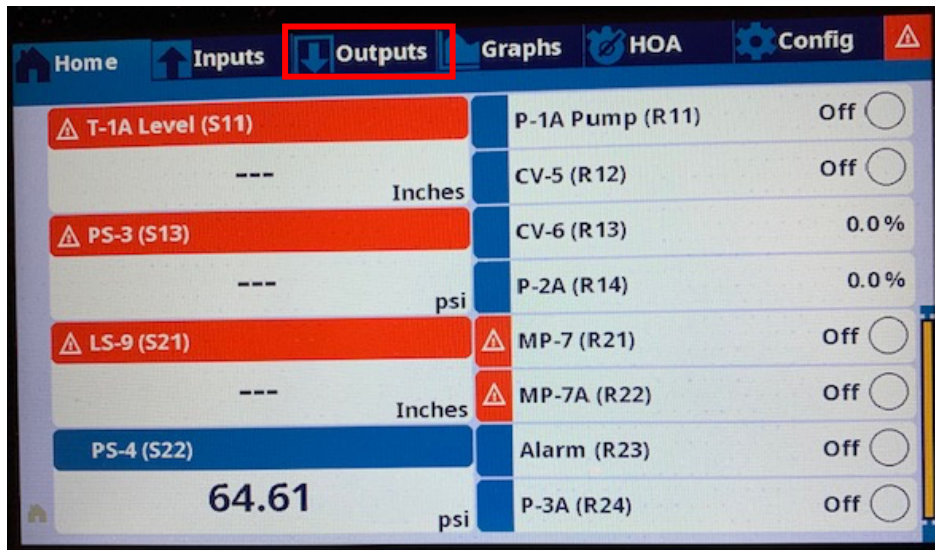 Home Inputs Outputs Graphs HOA Config
T-1A Level (S11)
---
Inches
PS-3 (S13)
---
psi
LS-9 (S21)
---
Inches
PS-4 (S22)
64.61
psi
P-1A Pump (R11) Off
CV-5 (R12) Off
CV-6 (R13) 0.0 %
P-2A (R14) 0.0 %
MP-7 (R21) Off
MP-7A (R22) Off
Alarm (R23) Off
P-3A (R24) Off